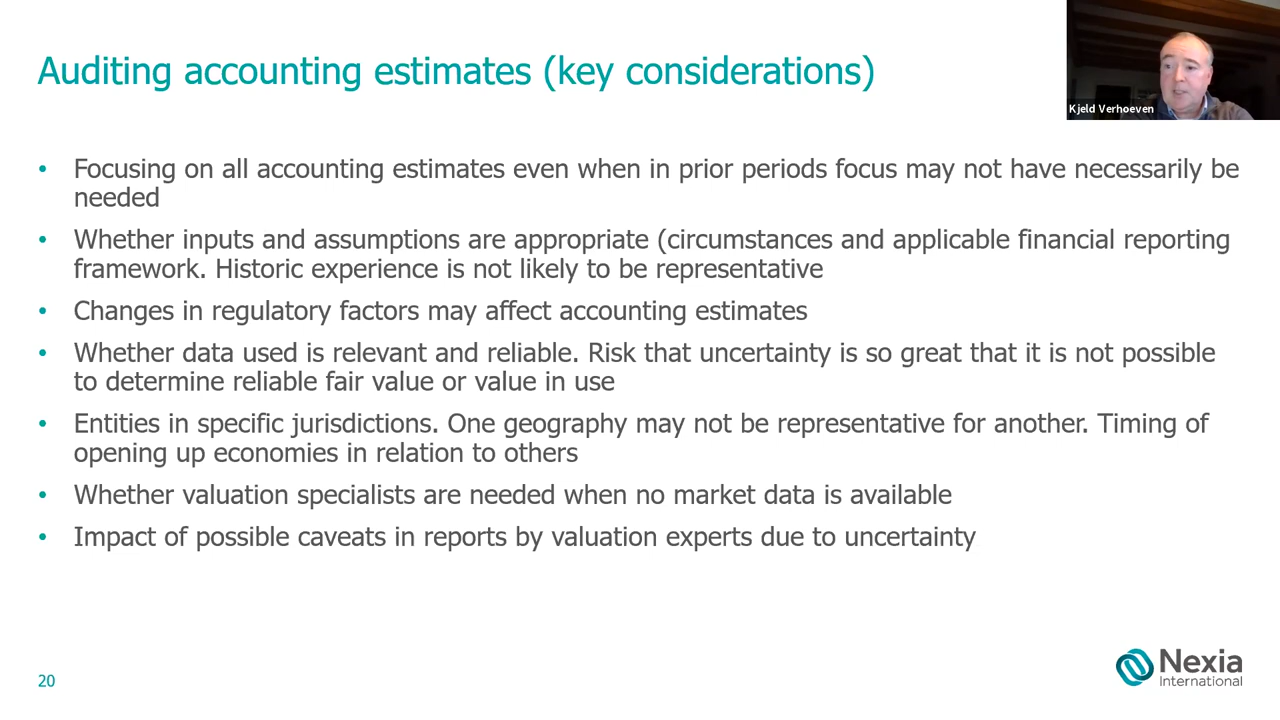 Auditing accounting estimates (key considerations)
Kjeld Verhoeven
• Focusing on all accounting estimates even when in prior periods focus may not have necessarily be
needed
• Whether inputs and assumptions are appropriate (circumstances and applicable financial reporting
framework. Historic experience is not likely to be representative
• Changes in regulatory factors may affect accounting estimates
• Whether data used is relevant and reliable. Risk that uncertainty is so great that it is not possible
to determine reliable fair value or value in use
• Entities in specific jurisdictions. One geography may not be representative for another. Timing of
opening up economies in relation to others
• Whether valuation specialists are needed when no market data is available
• Impact of possible caveats in reports by valuation experts due to uncertainty
20
Nexia
International